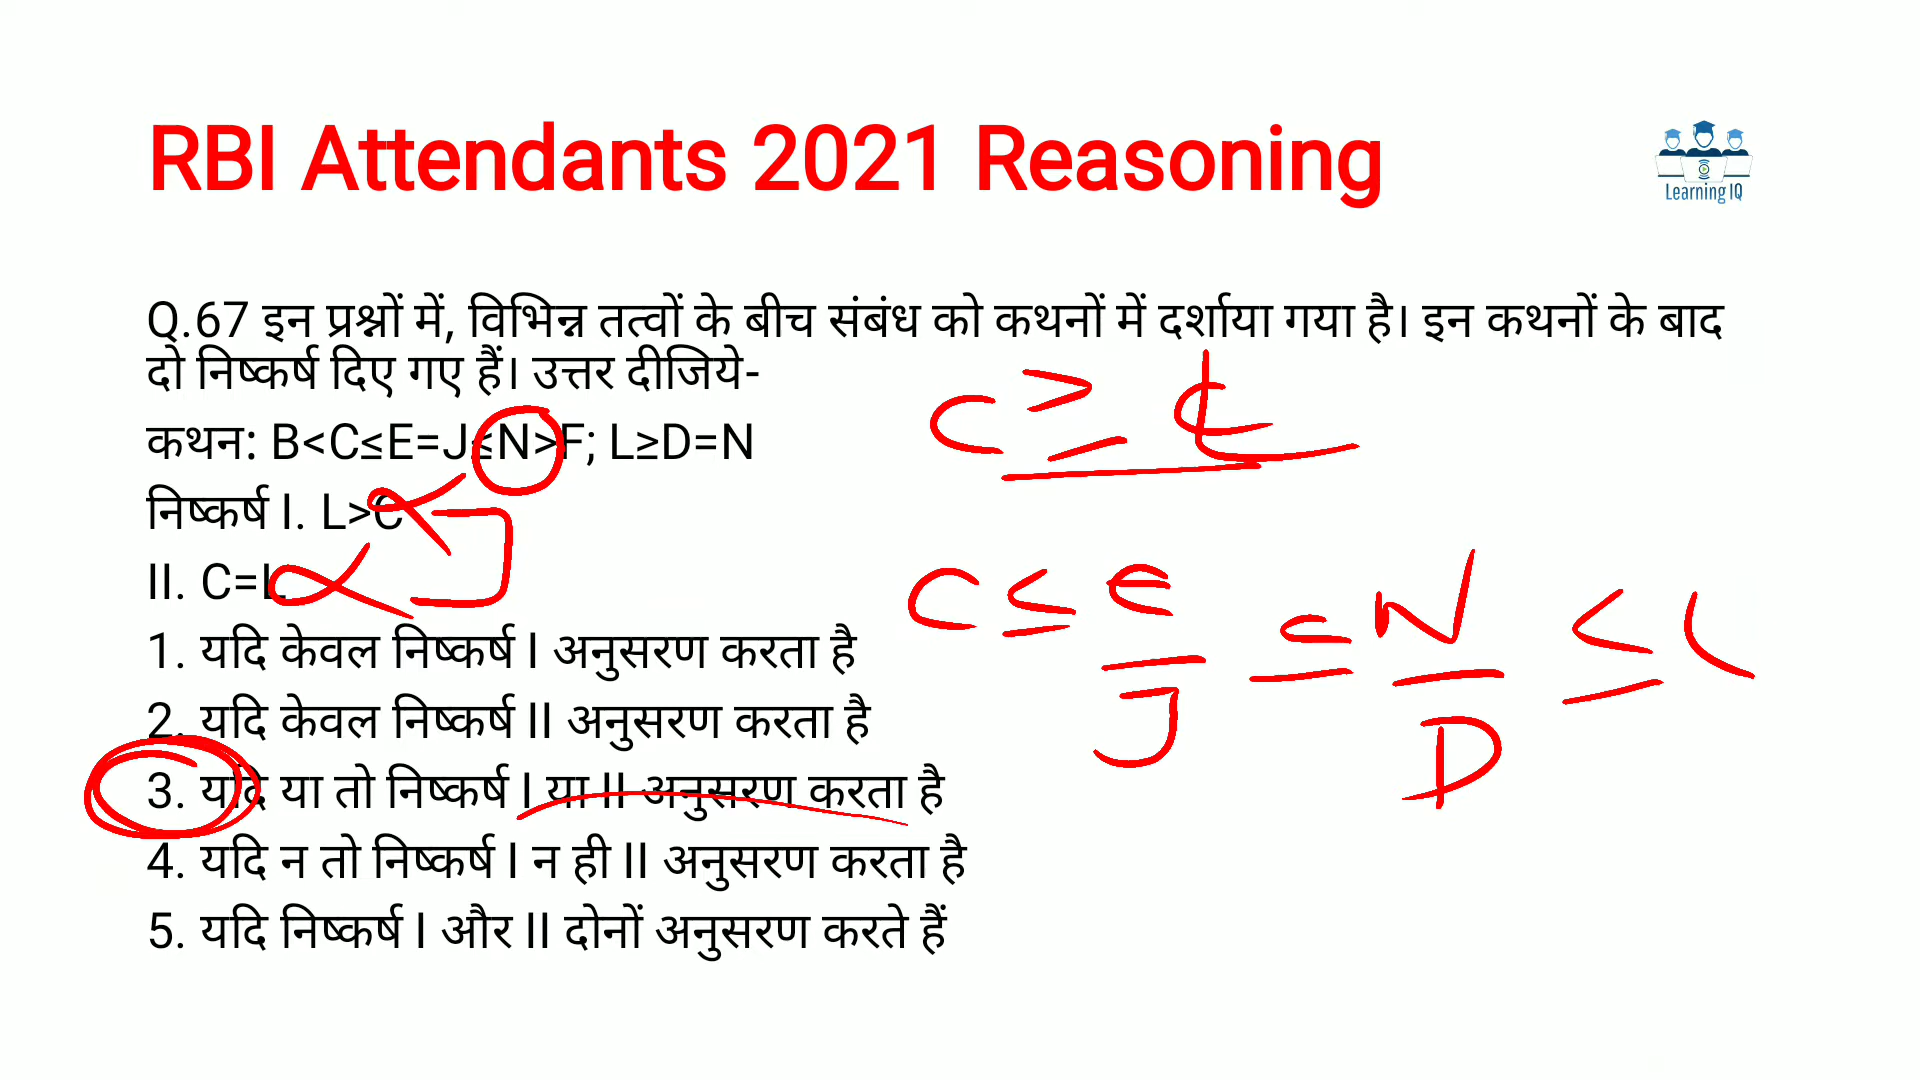 RBI Attendants 2021 Reasoning
Learning IQ
Q.67 इन प्रश्नों में, विभिन्न तत्वों के बीच संबंध को कथनों में दर्शाया गया है। इन कथनों के बाद
दो निष्कर्ष दिए गए हैं। उत्तर दीजिये-
कथन: B<C≤E=J≤N>F; L≥D=N
निष्कर्ष I. L>C
II. C=L
1. यदि केवल निष्कर्ष I अनुसरण करता है
2. यदि केवल निष्कर्ष II अनुसरण करता है
3. यदि या तो निष्कर्ष I या II अनुसरण करता है
4. यदि न तो निष्कर्ष I न ही II अनुसरण करता है
5. यदि निष्कर्ष I और II दोनों अनुसरण करते हैं
C ≤ E
J
N
D
≤ L